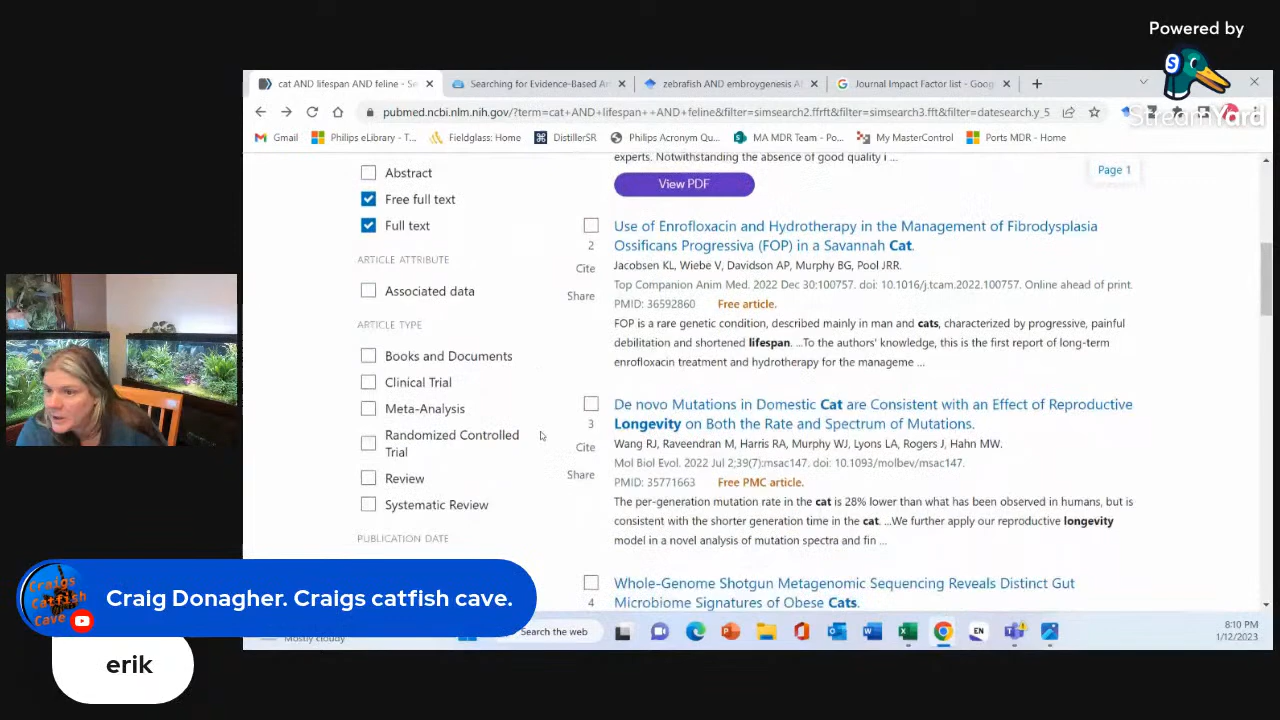 Powered by
StreamYard
cat AND lifespan AND feline - Se
Searching for Evidence-Based Ar
zebrafish AND embroygenesis Al
Journal Impact Factor list - Goog
pubmed.ncbi.nlm.nih.gov/?term=cat+AND+lifespan++AND+feline&filter=simsearch2.ffrft&filter=simsearch3.fft&filter=datesearch.y_5
Gmail
Philips eLibrary - T...
Fieldglass: Home
DistillerSR
Philips Acronym Qu...
MA MDR Team - Po...
My MasterControl
Ports MDR - Home
Abstract
Free full text
Full text
ARTICLE ATTRIBUTE
Associated data
ARTICLE TYPE
Books and Documents
Clinical Trial
Meta-Analysis
Randomized Controlled
Trial
Review
Systematic Review
PUBLICATION DATE
experts. Notwithstanding the absence of good quality i ...
Page 1
View PDF
2
Cite
Share
Use of Enrofloxacin and Hydrotherapy in the Management of Fibrodysplasia
Ossificans Progressiva (FOP) in a Savannah Cat.
Jacobsen KL, Wiebe V, Davidson AP, Murphy BG, Pool JRR.
Top Companion Anim Med. 2022 Dec 30:100757. doi: 10.1016/j.tcam.2022.100757. Online ahead of print.
PMID: 36592860 Free article.
FOP is a rare genetic condition, described mainly in man and cats, characterized by progressive, painful
debilitation and shortened lifespan. ...To the authors' knowledge, this is the first report of long-term
enrofloxacin treatment and hydrotherapy for the manageme ...
3
Cite
Share
De novo Mutations in Domestic Cat are Consistent with an Effect of Reproductive
Longevity on Both the Rate and Spectrum of Mutations.
Wang RJ, Raveendran M, Harris RA, Murphy WJ, Lyons LA, Rogers J, Hahn MW.
Mol Biol Evol. 2022 Jul 2;39(7):msac147. doi: 10.1093/molbev/msac147.
PMID: 35771663 Free PMC article.
The per-generation mutation rate in the cat is 28% lower than what has been observed in humans, but is
consistent with the shorter generation time in the cat. ...We further apply our reproductive longevity
model in a novel analysis of mutation spectra and fin ...
4
Whole-Genome Shotgun Metagenomic Sequencing Reveals Distinct Gut
Microbiome Signatures of Obese Cats.
Craigs
Catfish
Cave
Craig Donagher. Craigs catfish cave.
erik
Mostly cloudy
Search the web
EN
8:10 PM
1/12/2023